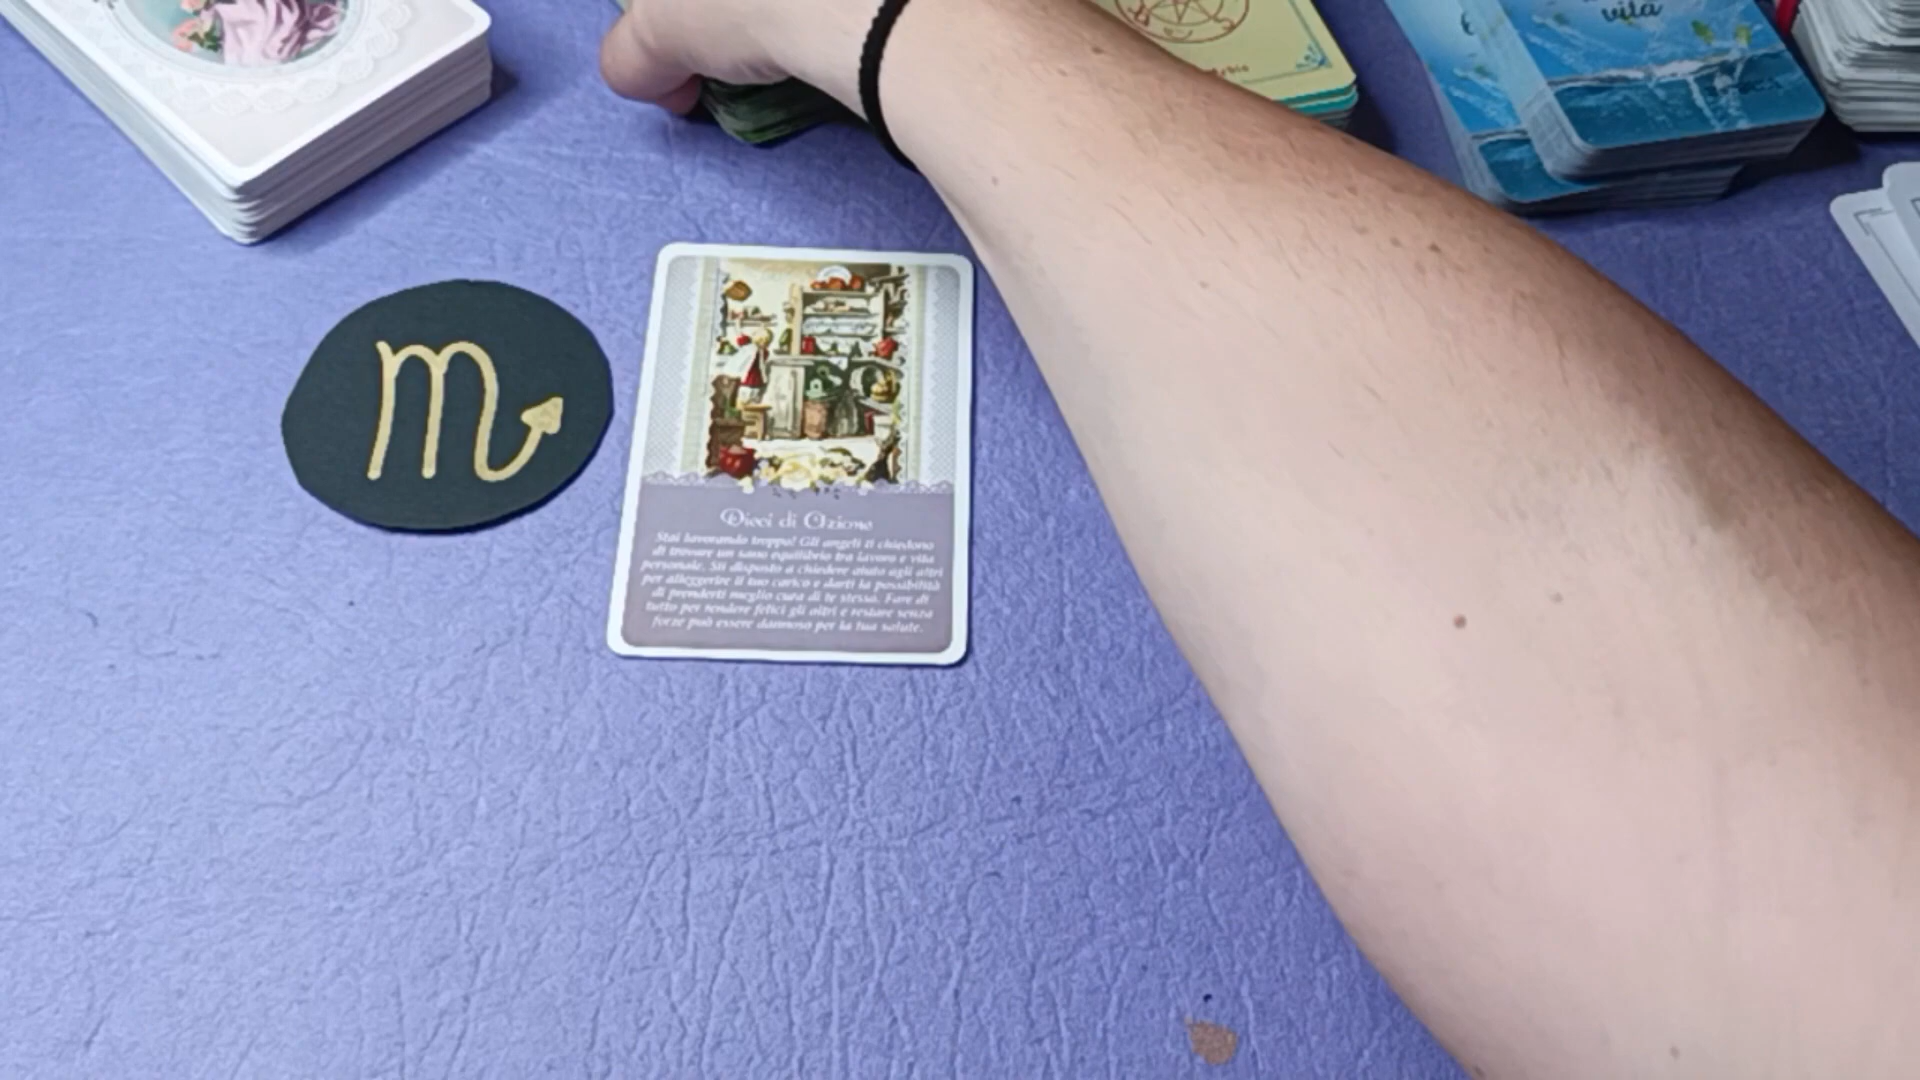 vita
Dieci di Azione
Stai lavorando troppo! Gli angeli ti chiedono
di trovare un sano equilibrio tra lavoro e vita
personale. Sii disposto a chiedere aiuto agli altri
per alleggerire il tuo carico e darti la possibilità
di prenderti meglio cura di te stesso. Fare di
tutto per rendere felici gli altri e restare senza
forze può essere dannoso per la tua salute.